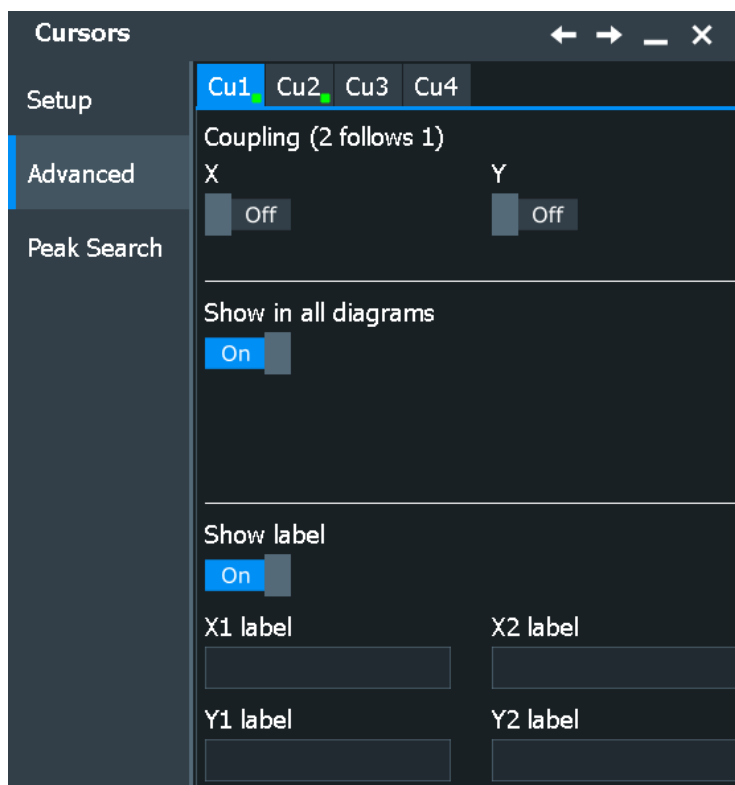 Cursors
Setup
Advanced
Peak Search
Cu1 Cu2 Cu3 Cu4
Coupling (2 follows 1)
X Y
Off Off
Show in all diagrams
On
Show label
On
X1 label X2 label
Y1 label Y2 label